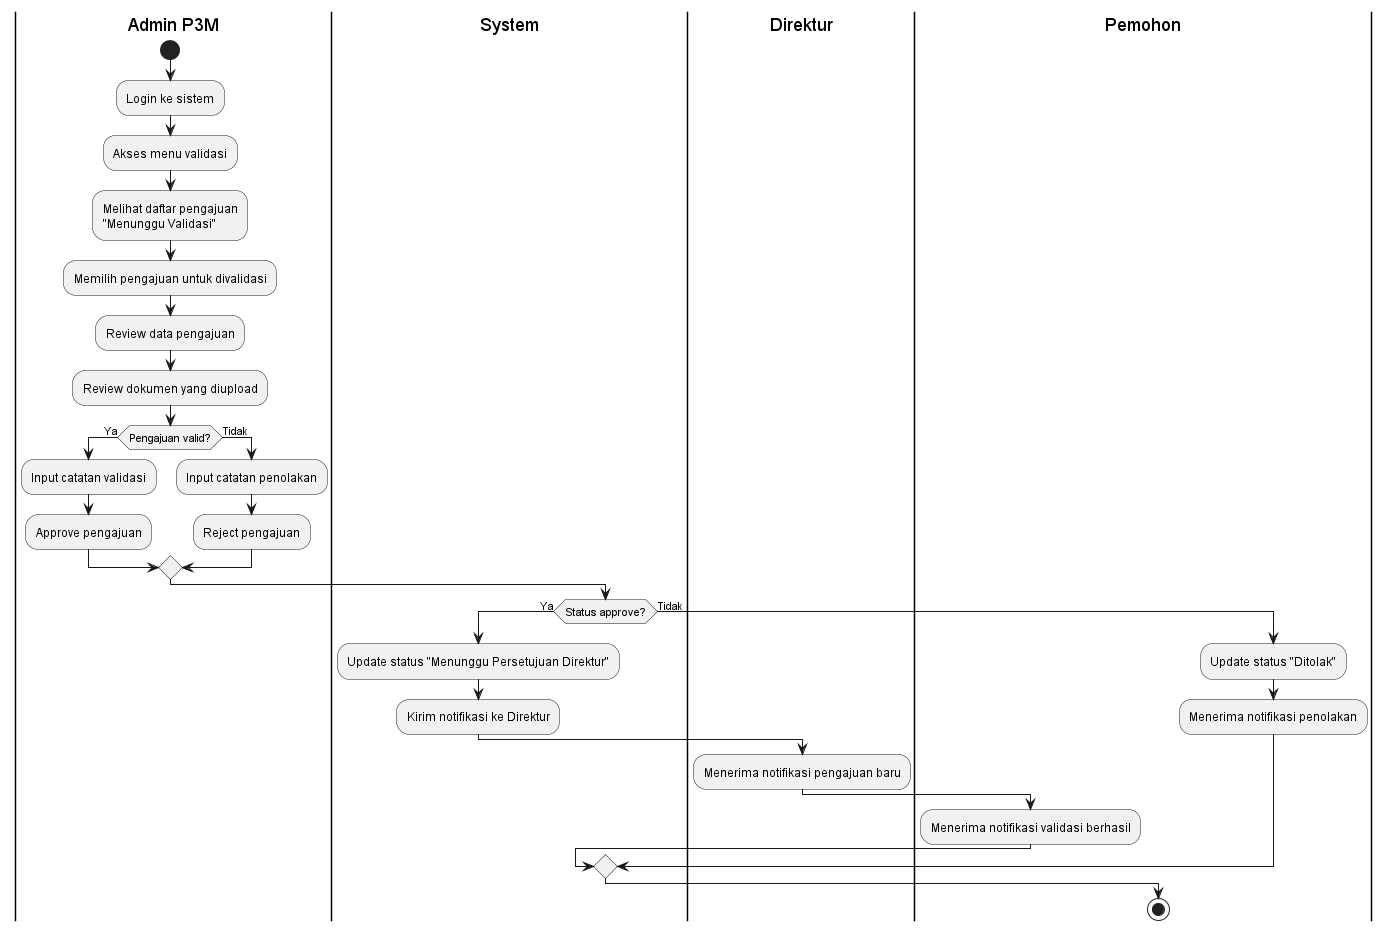 Admin P3M
System
Direktur
Pemohon
Login ke sistem
Akses menu validasi
Melihat daftar pengajuan
"Menunggu Validasi"
Memilih pengajuan untuk divalidasi
Review data pengajuan
Review dokumen yang diupload
Ya
Pengajuan valid?
Tidak
Input catatan validasi
Input catatan penolakan
Approve pengajuan
Reject pengajuan
Ya
Status approve?
Tidak
Update status "Menunggu Persetujuan Direktur"
Update status "Ditolak"
Kirim notifikasi ke Direktur
Menerima notifikasi penolakan
Menerima notifikasi pengajuan baru
Menerima notifikasi validasi berhasil